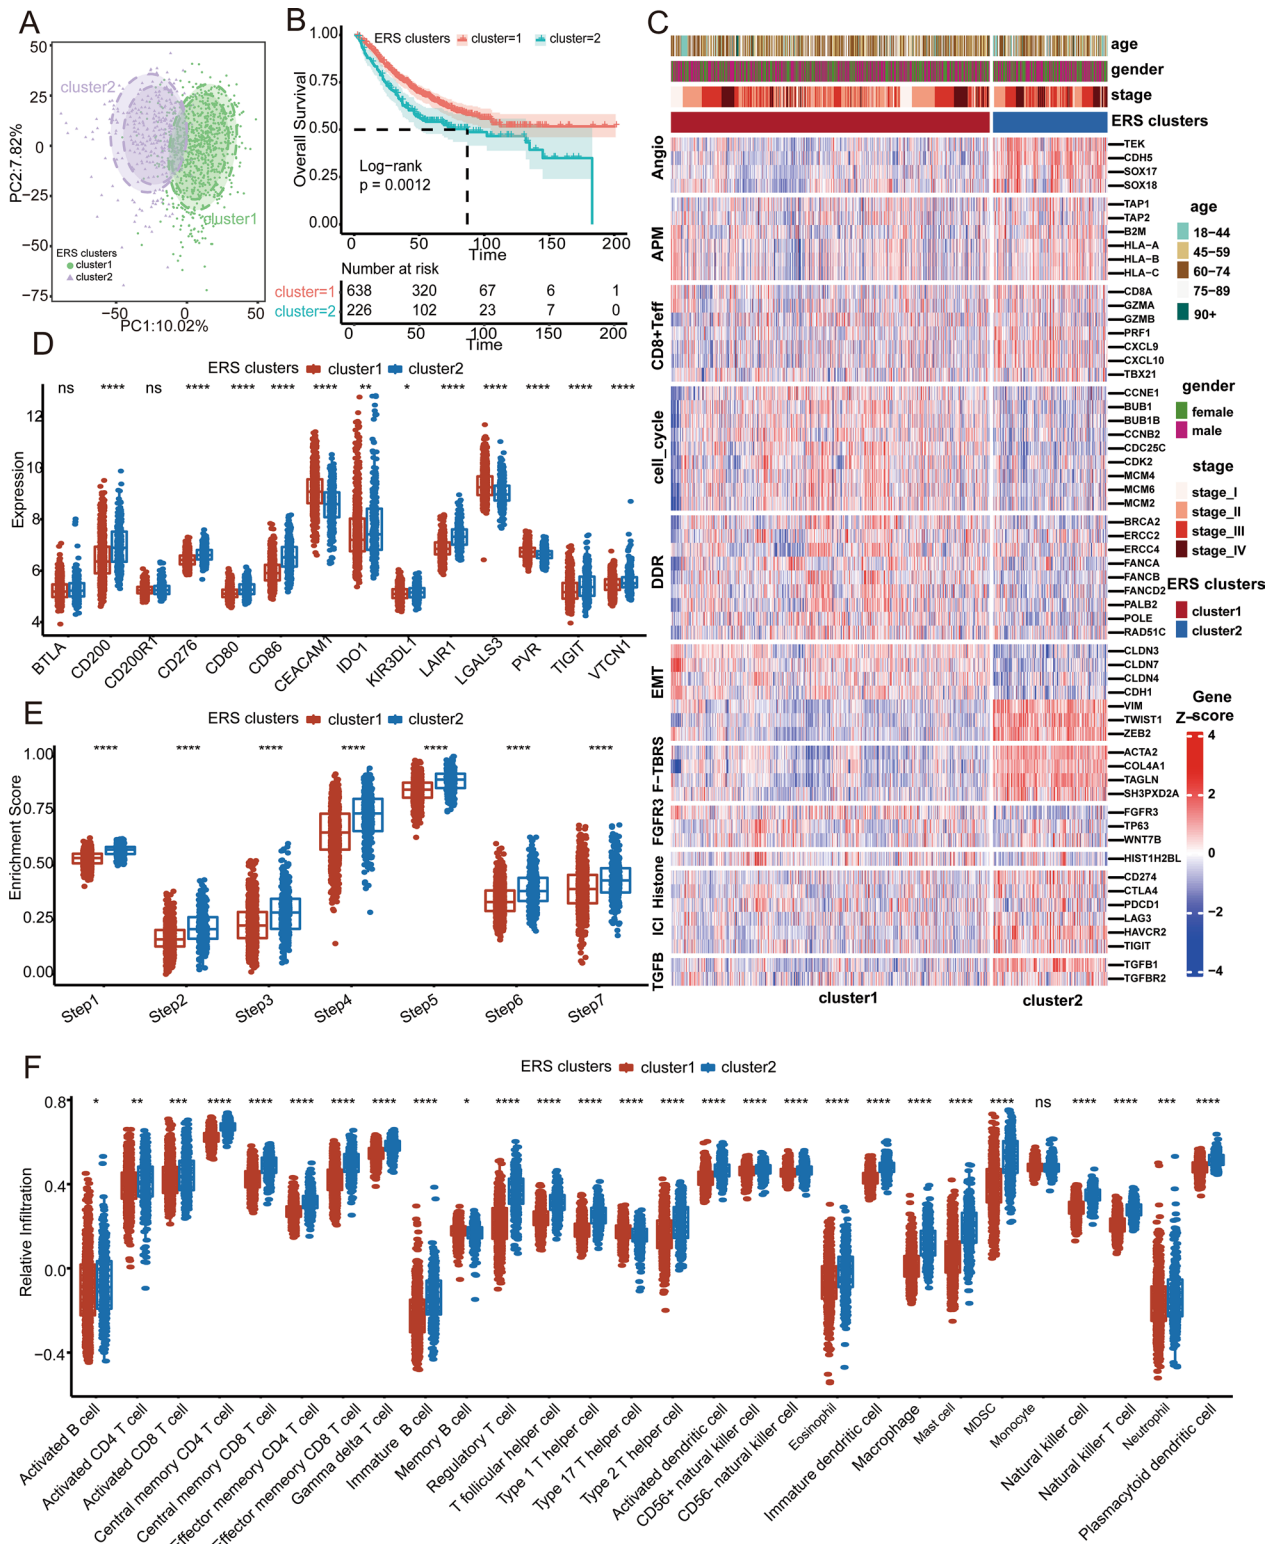 A
50
25
0
−25
−50
−75
PC2:7.82%
cluster2
cluster1
ERS clusters
cluster1
cluster2
−50
0
50
PC1:10.02%
B
ERS clusters
cluster=1
cluster=2
1.00
0.75
0.50
0.25
0.00
Overall Survival
Log−rank
p = 0.0012
0
50
100
150
200
Time
Number at risk
cluster=1
638
320
67
6
1
cluster=2
226
102
23
7
0
0
50
100
150
200
Time
C
age
gender
stage
ERS clusters
Angio
TEK
CDH5
SOX17
SOX18
APM
TAP1
TAP2
B2M
HLA−A
HLA−B
HLA−C
CD8+Teff
CD8A
GZMA
GZMB
PRF1
CXCL9
CXCL10
TBX21
cell_cycle
CCNE1
BUB1
BUB1B
CCNB2
CDC25C
CDK2
MCM4
MCM6
MCM2
DDR
BRCA2
ERCC2
ERCC4
FANCA
FANCB
FANCD2
PALB2
POLE
RAD51C
EMT
CLDN3
CLDN7
CLDN4
CDH1
VIM
TWIST1
ZEB2
F−TBRS
ACTA2
COL4A1
TAGLN
SH3PXD2A
FGFR3
FGFR3
TP63
WNT7B
Histone
HIST1H2BL
ICI
CD274
CTLA4
PDCD1
LAG3
HAVCR2
TIGIT
TGFB
TGFB1
TGFBR2
cluster1
cluster2
age
18−44
45−59
60−74
75−89
90+
gender
female
male
stage
stage_I
stage_II
stage_III
stage_IV
ERS clusters
cluster1
cluster2
Gene
Z−score
4
2
0
−2
−4
D
ERS clusters
cluster1
cluster2
ns
****
ns
****
****
****
****
**
*
****
****
****
****
****
12
10
8
6
4
Expression
BTLA
CD200
CD200R1
CD276
CD80
CD86
CEACAM1
IDO1
KIR3DL1
LAIR1
LGALS3
PVR
TIGIT
VTCN1
E
ERS clusters
cluster1
cluster2
****
****
****
****
****
****
****
1.00
0.75
0.50
0.25
0.00
Enrichment Score
Step1
Step2
Step3
Step4
Step5
Step6
Step7
F
ERS clusters
cluster1
cluster2
*
**
***
****
****
****
****
****
****
*
****
****
****
****
****
****
****
****
****
****
****
****
****
ns
****
****
***
****
0.8
0.4
0.0
−0.4
Relative Infiltration
Activated B cell
Activated CD4 T cell
Activated CD8 T cell
Central memory CD4 T cell
Central memory CD8 T cell
Effector memeory CD4 T cell
Effector memeory CD8 T cell
Gamma delta T cell
Immature B cell
Memory B cell
Regulatory T cell
T follicular helper cell
Type 1 T helper cell
Type 17 T helper cell
Type 2 T helper cell
Activated dendritic cell
CD56+ natural killer cell
CD56− natural killer cell
Eosinophil
Immature dendritic cell
Macrophage
Mast cell
MDSC
Monocyte
Natural killer cell
Natural killer T cell
Neutrophil
Plasmacytoid dendritic cell